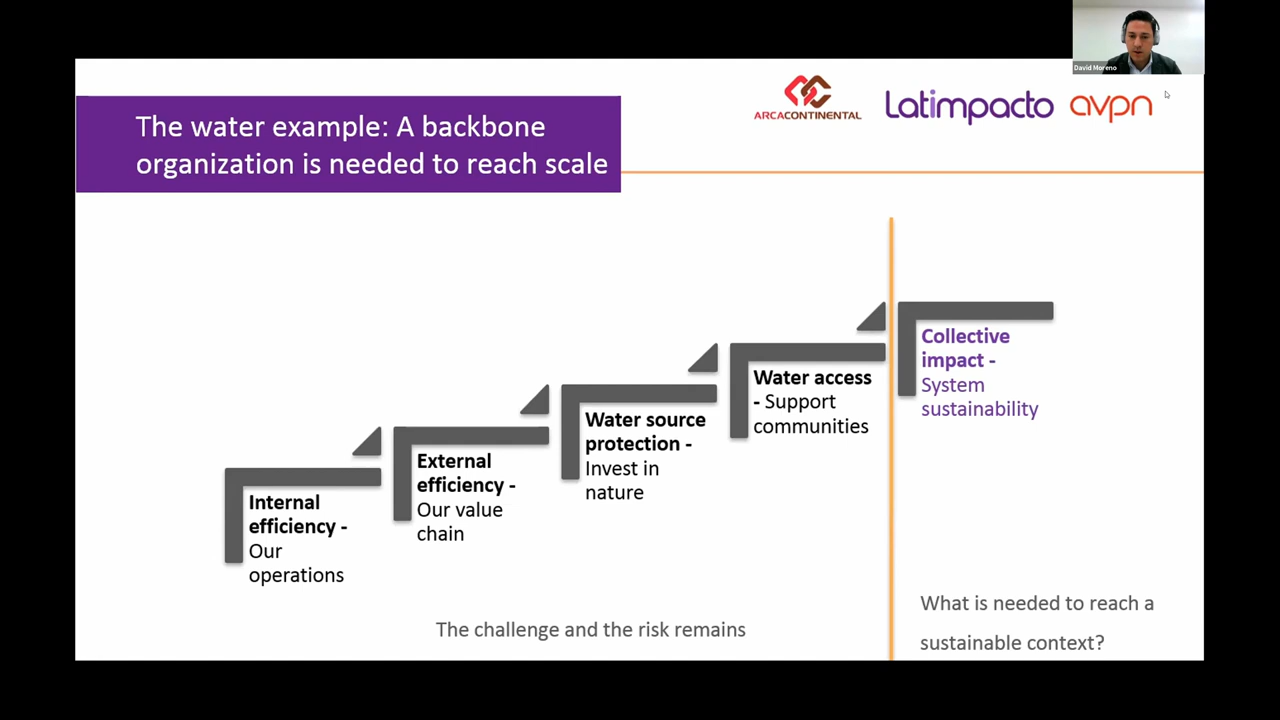 David Moreno
ARCACONTINENTAL
Latimpacto
avpn
The water example: A backbone
organization is needed to reach scale
Internal
efficiency -
Our
operations
External
efficiency -
Our value
chain
Water source
protection -
Invest in
nature
Water access
- Support
communities
Collective
impact -
System
sustainability
The challenge and the risk remains
What is needed to reach a
sustainable context?